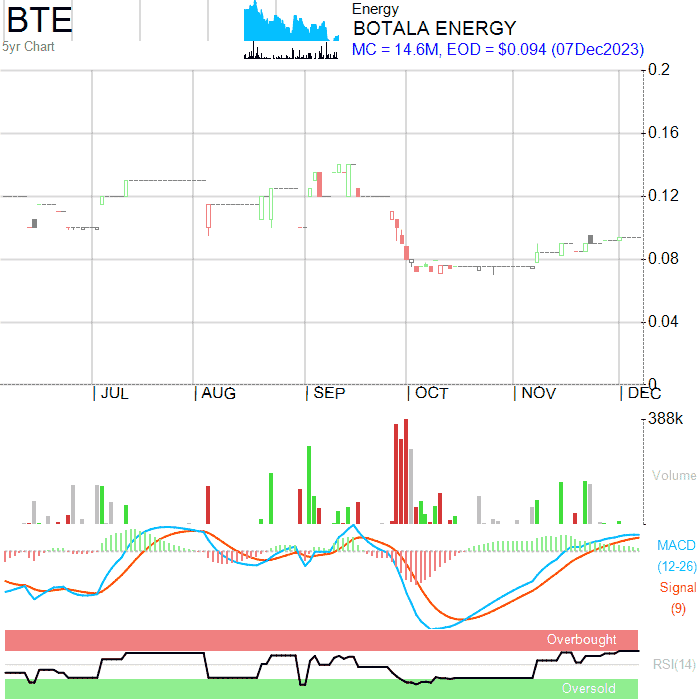 BTE
5yr Chart
Energy
BOTALA ENERGY
MC = 14.6M, EOD = $0.094 (07Dec2023)
0.2
0.16
0.12
0.08
0.04
0
JUL AUG SEP OCT NOV DEC
388k
Volume
MACD
(12-26)
Signal
(9)
Overbought
RSI(14)
Oversold